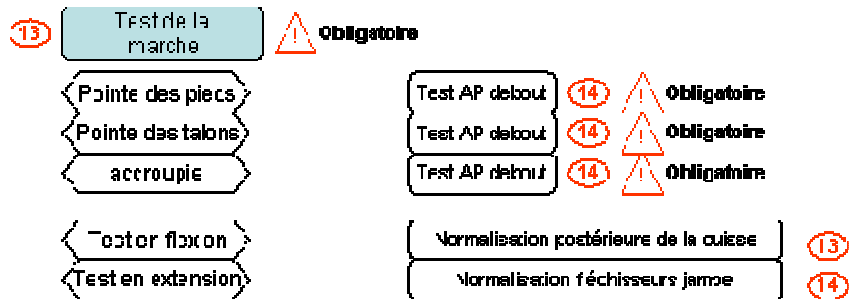 13 Test de la marche ! Obligatoire
Pointe des pieds Test AP debout 14 ! Obligatoire
Pointe des talons Test AP debout 14 ! Obligatoire
accroupie Test AP debout 14 ! Obligatoire
Test en flexion Normalisation postérieure de la cuisse 13
Test en extension Normalisation fléchisseurs jambe 14